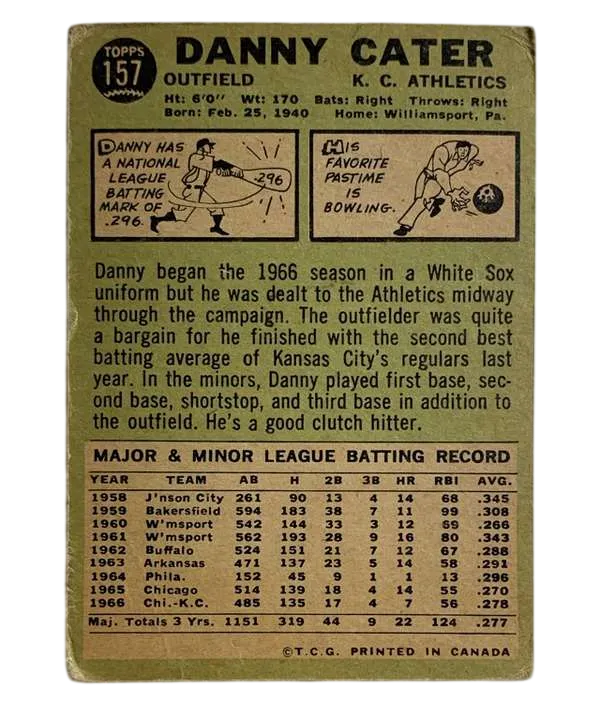 TOPPS
157
DANNY CATER
OUTFIELD K. C. ATHLETICS
Ht: 6'0" Wt: 170 Bats: Right Throws: Right
Born: Feb. 25, 1940 Home: Williamsport, Pa.
DANNY HAS
A NATIONAL
LEAGUE
BATTING
MARK OF
.296.
.296
HIS
FAVORITE
PASTIME
IS
BOWLING.
Danny began the 1966 season in a White Sox
uniform but he was dealt to the Athletics midway
through the campaign. The outfielder was quite
a bargain for he finished with the second best
batting average of Kansas City's regulars last
year. In the minors, Danny played first base, sec-
ond base, shortstop, and third base in addition to
the outfield. He's a good clutch hitter.
MAJOR & MINOR LEAGUE BATTING RECORD
YEAR TEAM AB H 2B 3B HR RBI AVG.
1958 J'nson City 261 90 13 4 14 68 .345
1959 Bakersfield 594 183 38 7 11 99 .308
1960 W'msport 542 144 33 3 12 69 .266
1961 W'msport 562 193 28 9 16 80 .343
1962 Buffalo 524 151 21 7 12 67 .288
1963 Arkansas 471 137 23 5 14 58 .291
1964 Phila. 152 45 9 1 1 13 .296
1965 Chicago 514 139 18 4 14 55 .270
1966 Chi.-K.C. 485 135 17 4 7 56 .278
Maj. Totals 3 Yrs. 1151 319 44 9 22 124 .277
©T.C.G. PRINTED IN CANADA